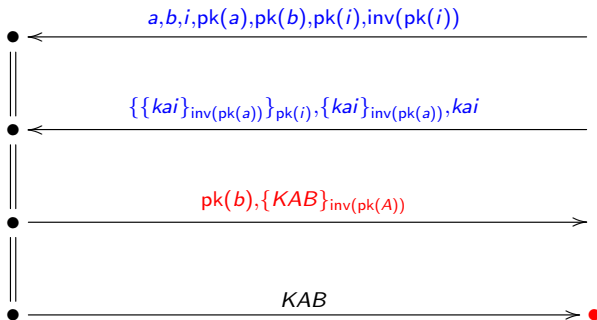 a,b,i,pk(a),pk(b),pk(i),inv(pk(i))
{{kai}inv(pk(a))}pk(i),{kai}inv(pk(a)),kai
pk(b),{KAB}inv(pk(A))
KAB